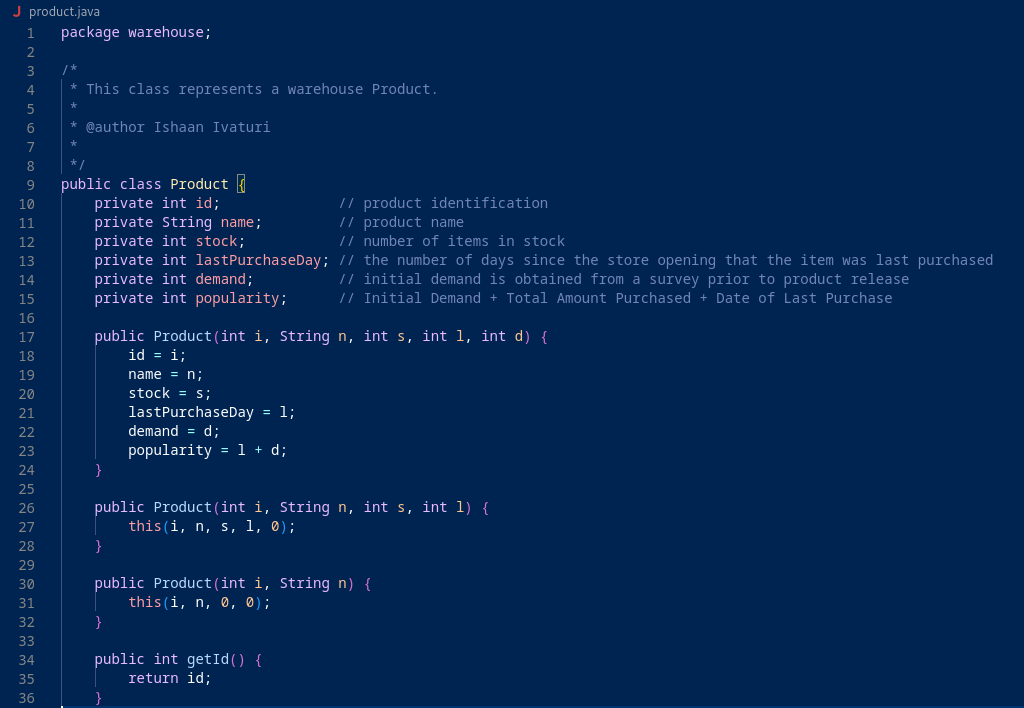 J product.java
1 package warehouse;
2
3 /*
4  * This class represents a warehouse Product.
5  *
6  * @author Ishaan Ivaturi
7  *
8  */
9 public class Product {
10     private int id;              // product identification
11     private String name;         // product name
12     private int stock;           // number of items in stock
13     private int lastPurchaseDay; // the number of days since the store opening that the item was last purchased
14     private int demand;          // initial demand is obtained from a survey prior to product release
15     private int popularity;      // Initial Demand + Total Amount Purchased + Date of Last Purchase
16
17     public Product(int i, String n, int s, int l, int d) {
18         id = i;
19         name = n;
20         stock = s;
21         lastPurchaseDay = l;
22         demand = d;
23         popularity = l + d;
24     }
25
26     public Product(int i, String n, int s, int l) {
27         this(i, n, s, l, 0);
28     }
29
30     public Product(int i, String n) {
31         this(i, n, 0, 0);
32     }
33
34     public int getId() {
35         return id;
36     }